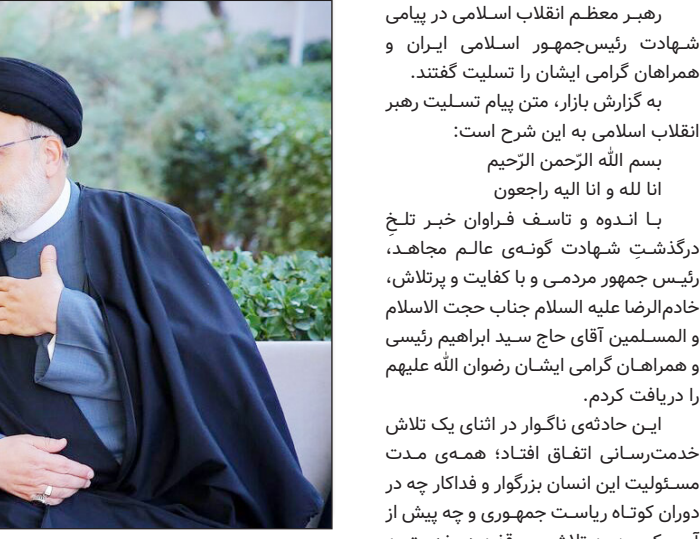 رهبر معظم انقلاب اسلامی در پیامی
شهادت رئیس‌جمهور اسلامی ایران و
همراهان گرامی ایشان را تسلیت گفتند.
به گزارش بازار، متن پیام تسلیت رهبر
انقلاب اسلامی به این شرح است:
بسم الله الرّحمن الرّحیم
انا لله و انا الیه راجعون
با اندوه و تاسف فراوان خبر تلخِ
درگذشتِ شهادت گونه‌ی عالم مجاهد،
رئیس جمهور مردمی و با کفایت و پرتلاش،
خادم‌الرضا علیه السلام جناب حجت الاسلام
و المسلمین آقای حاج سید ابراهیم رئیسی
و همراهان گرامی ایشان رضوان الله علیهم
را دریافت کردم.
این حادثه‌ی ناگوار در اثنای یک تلاش
خدمت‌رسانی اتفاق افتاد؛ همه‌ی مدت
مسئولیت این انسان بزرگوار و فداکار چه در
دوران کوتاه ریاست جمهوری و چه پیش از